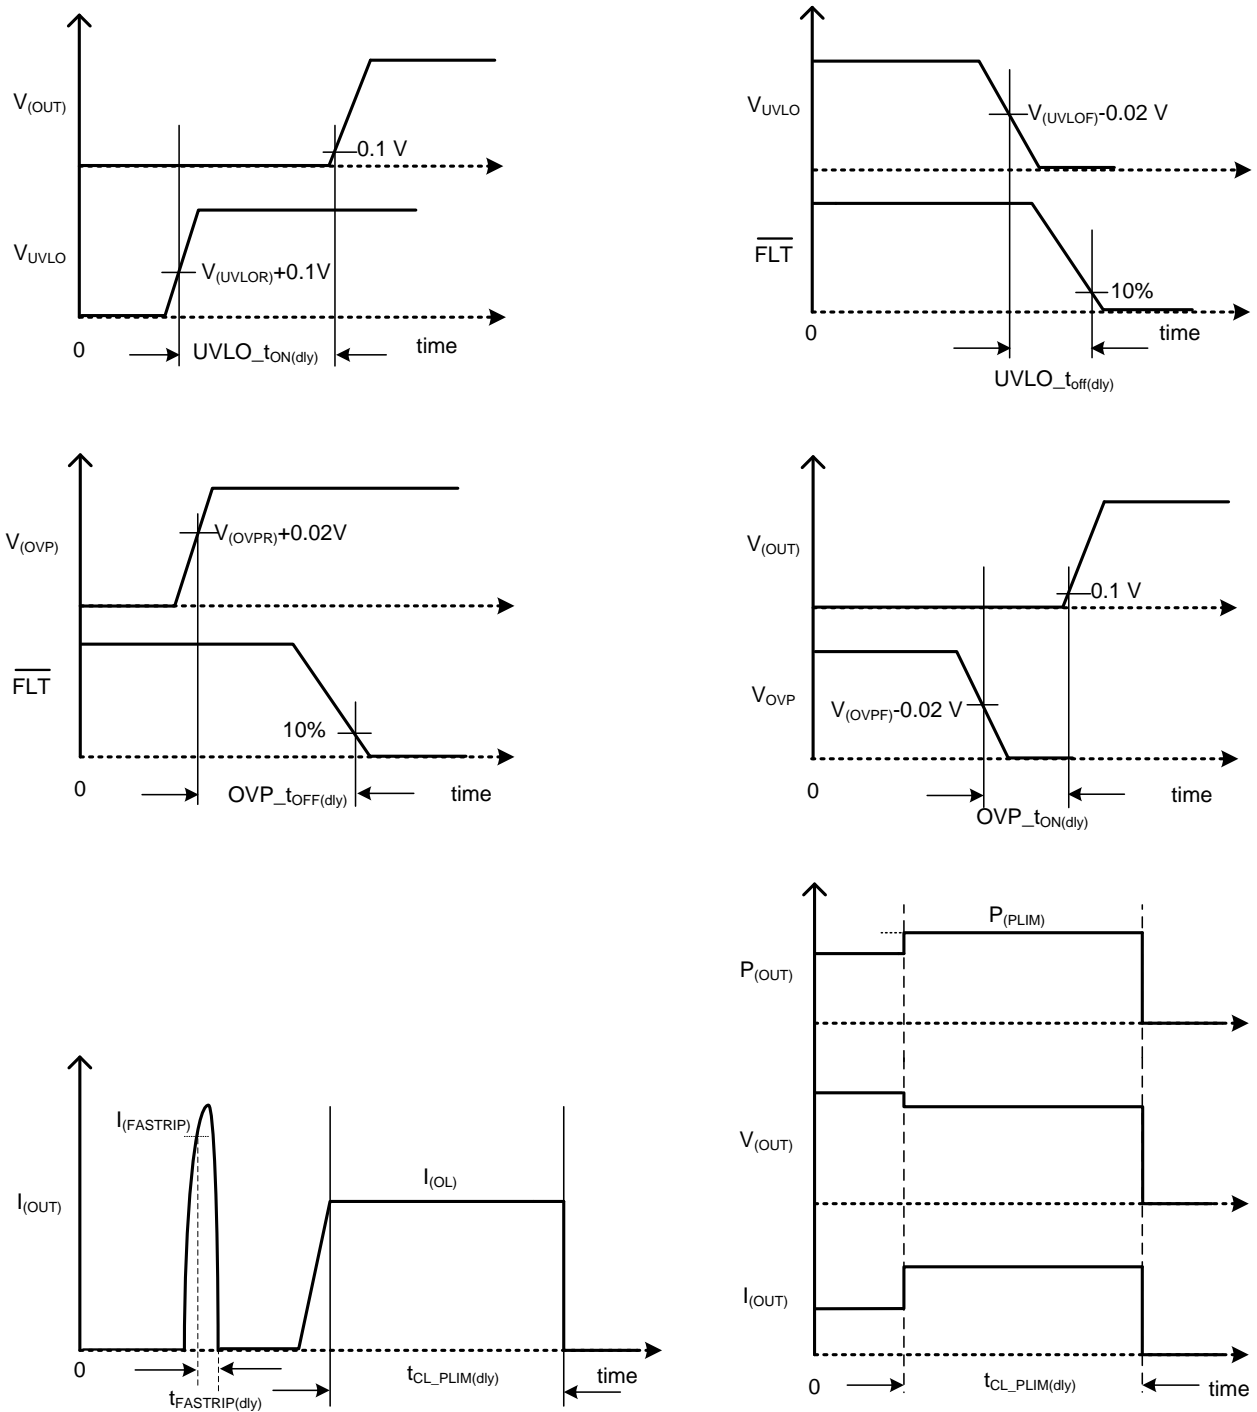 V(OUT)
0.1 V
VUVLO
V(UVLOR)+0.1V
0
UVLO_tON(dly)
time
VUVLO
V(UVLOF)-0.02 V
FLT
10%
0
time
UVLO_toff(dly)
V(OVP)
V(OVPR)+0.02V
FLT
10%
0
OVP_tOFF(dly)
time
V(OUT)
0.1 V
VOVP
V(OVPF)-0.02 V
0
time
OVP_tON(dly)
I(FASTRIP)
I(OL)
I(OUT)
0
tFASTRIP(dly)
tCL_PLIM(dly)
time
P(PLIM)
P(OUT)
V(OUT)
I(OUT)
0
tCL_PLIM(dly)
time